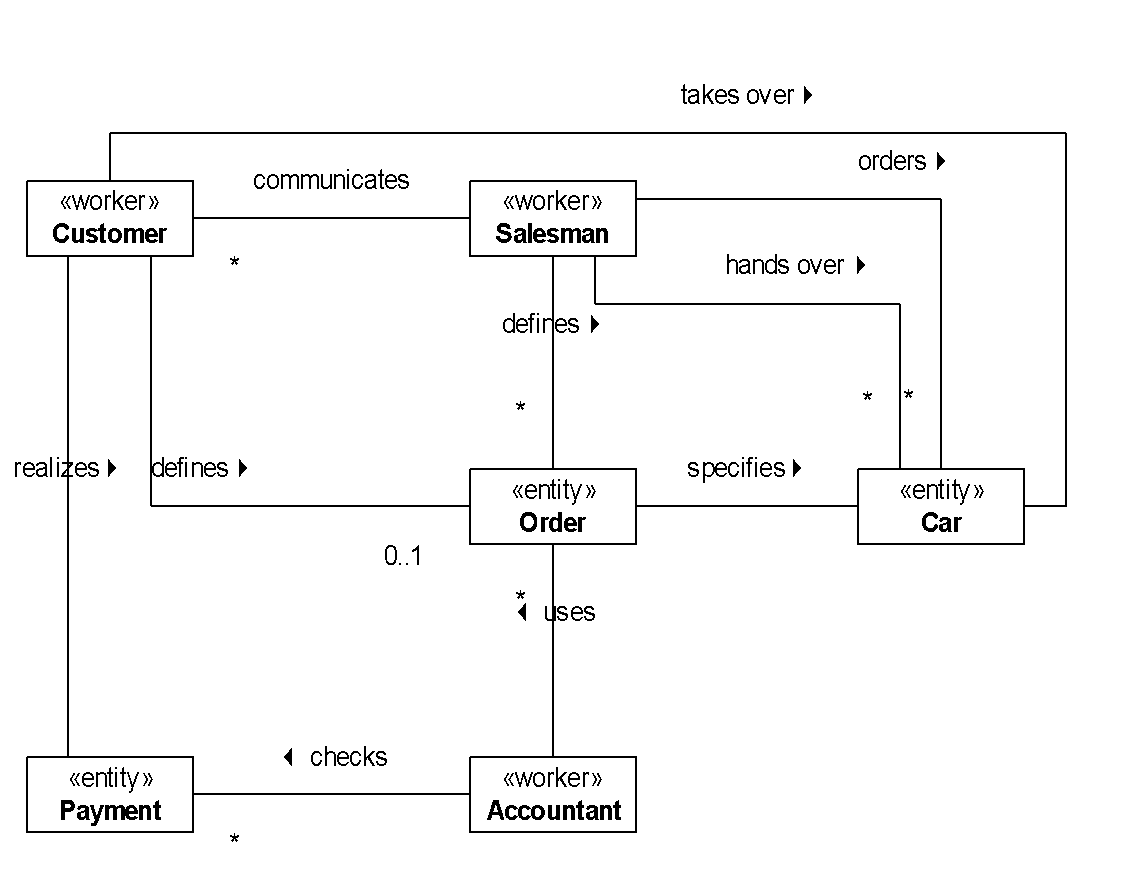 takes over
orders
communicates
«worker»
Customer
«worker»
Salesman
*
hands over
defines
*
*
*
realizes
defines
specifies
«entity»
Order
«entity»
Car
0..1
*
uses
checks
«entity»
Payment
«worker»
Accountant
*